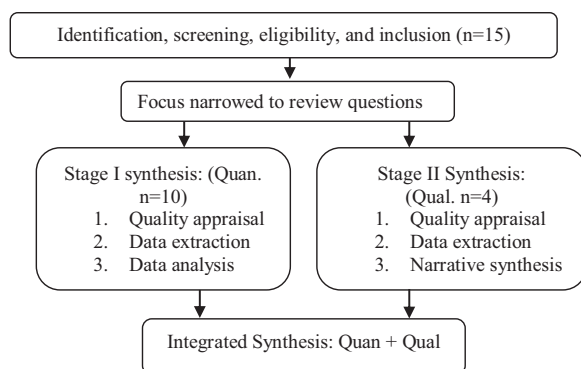 Identification, screening, eligibility, and inclusion (n=15)
Focus narrowed to review questions
Stage I synthesis: (Quan.
n=10)
1. Quality appraisal
2. Data extraction
3. Data analysis
Stage II Synthesis:
(Qual. n=4)
1. Quality appraisal
2. Data extraction
3. Narrative synthesis
Integrated Synthesis: Quan + Qual